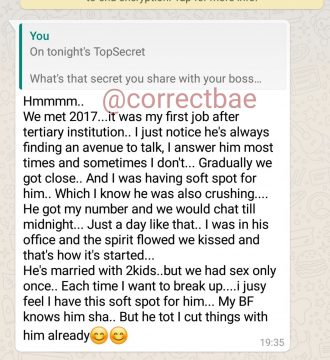 to end encryption. Tap for more info.
You
On tonight's TopSecret
What's that secret you share with your boss...
Hmmmm..
@correctbae
We met 2017...it was my first job after
tertiary institution.. I just notice he's always
finding an avenue to talk, I answer him most
times and sometimes I don't... Gradually we
got close.. And I was having soft spot for
him.. Which I know he was also crushing....
He got my number and we would chat till
midnight... Just a day like that.. I was in his
office and the spirit flowed we kissed and
that's how it's started...
He's married with 2kids..but we had sex only
once.. Each time I want to break up....i jusy
feel I have this soft spot for him... My BF
knows him sha.. But he tot I cut things with
him already😊😊
19:35